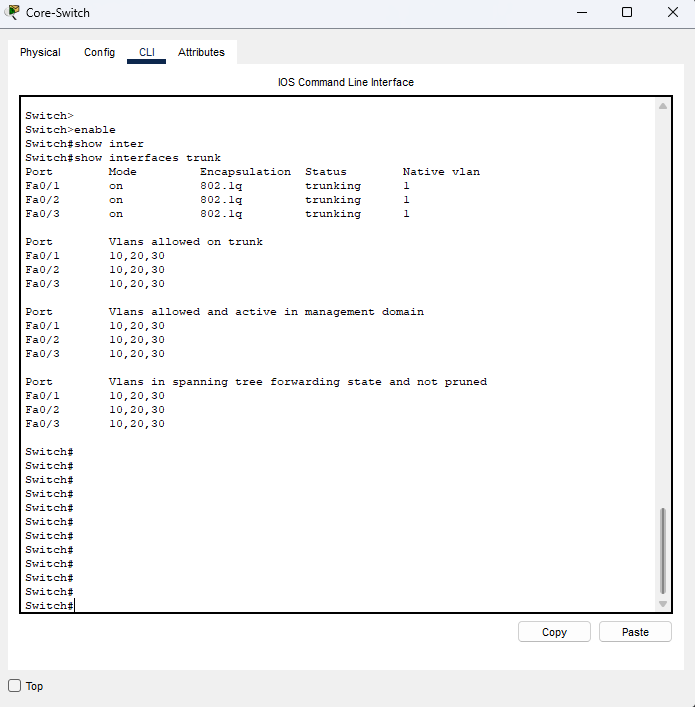 Core-Switch
Physical Config CLI Attributes
IOS Command Line Interface
Switch>
Switch>enable
Switch#show inter
Switch#show interfaces trunk
Port        Mode         Encapsulation  Status        Native vlan
Fa0/1       on           802.1q         trunking      1
Fa0/2       on           802.1q         trunking      1
Fa0/3       on           802.1q         trunking      1
Port        Vlans allowed on trunk
Fa0/1       10,20,30
Fa0/2       10,20,30
Fa0/3       10,20,30
Port        Vlans allowed and active in management domain
Fa0/1       10,20,30
Fa0/2       10,20,30
Fa0/3       10,20,30
Port        Vlans in spanning tree forwarding state and not pruned
Fa0/1       10,20,30
Fa0/2       10,20,30
Fa0/3       10,20,30
Switch#
Switch#
Switch#
Switch#
Switch#
Switch#
Switch#
Switch#
Switch#
Switch#
Switch#
Switch#
Copy Paste
Top